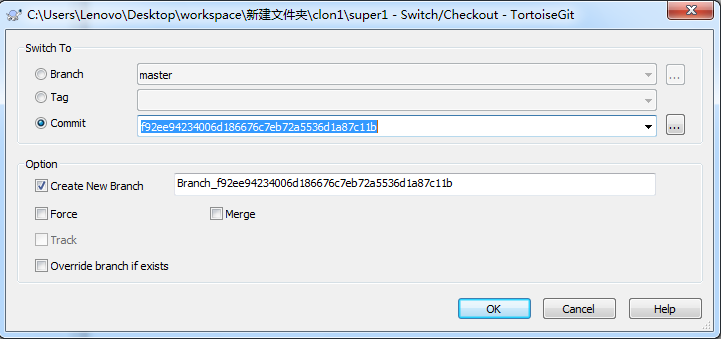 C:\Users\Lenovo\Desktop\workspace\新建文件夹\clon1\super1 - Switch/Checkout - TortoiseGit
Switch To
Branch master ...
Tag
Commit f92ee94234006d186676c7eb72a5536d1a87c11b ...
Option
Create New Branch Branch_f92ee94234006d186676c7eb72a5536d1a87c11b
Force Merge
Track
Override branch if exists
OK Cancel Help